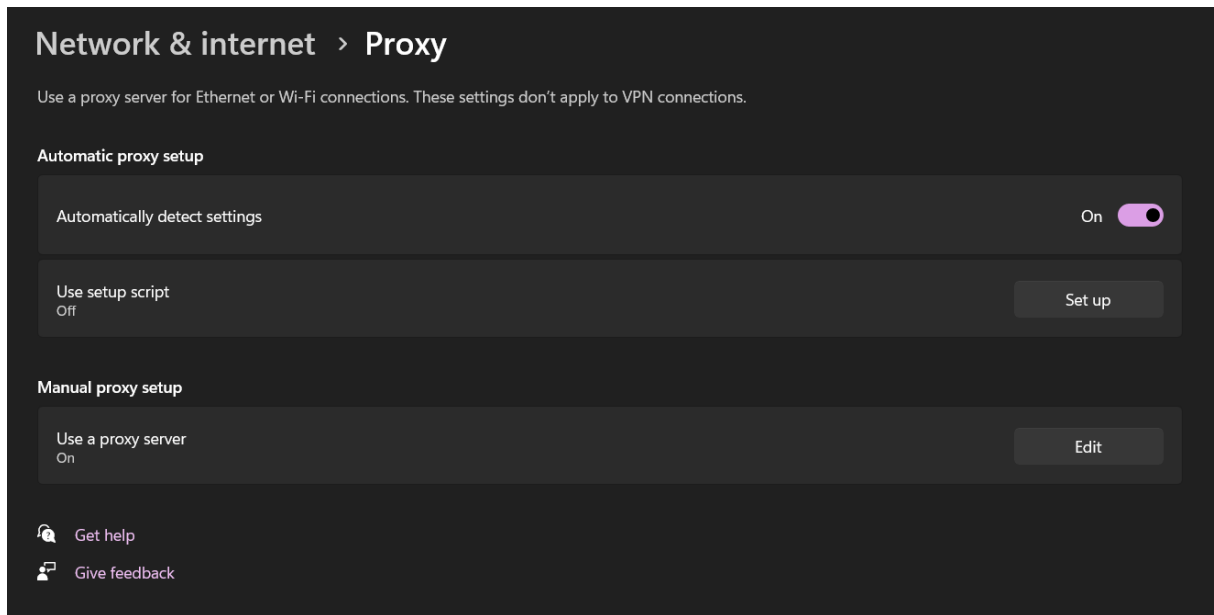 Network & internet › Proxy
Use a proxy server for Ethernet or Wi-Fi connections. These settings don't apply to VPN connections.
Automatic proxy setup
Automatically detect settings
On
Use setup script
Off
Set up
Manual proxy setup
Use a proxy server
On
Edit
Get help
Give feedback